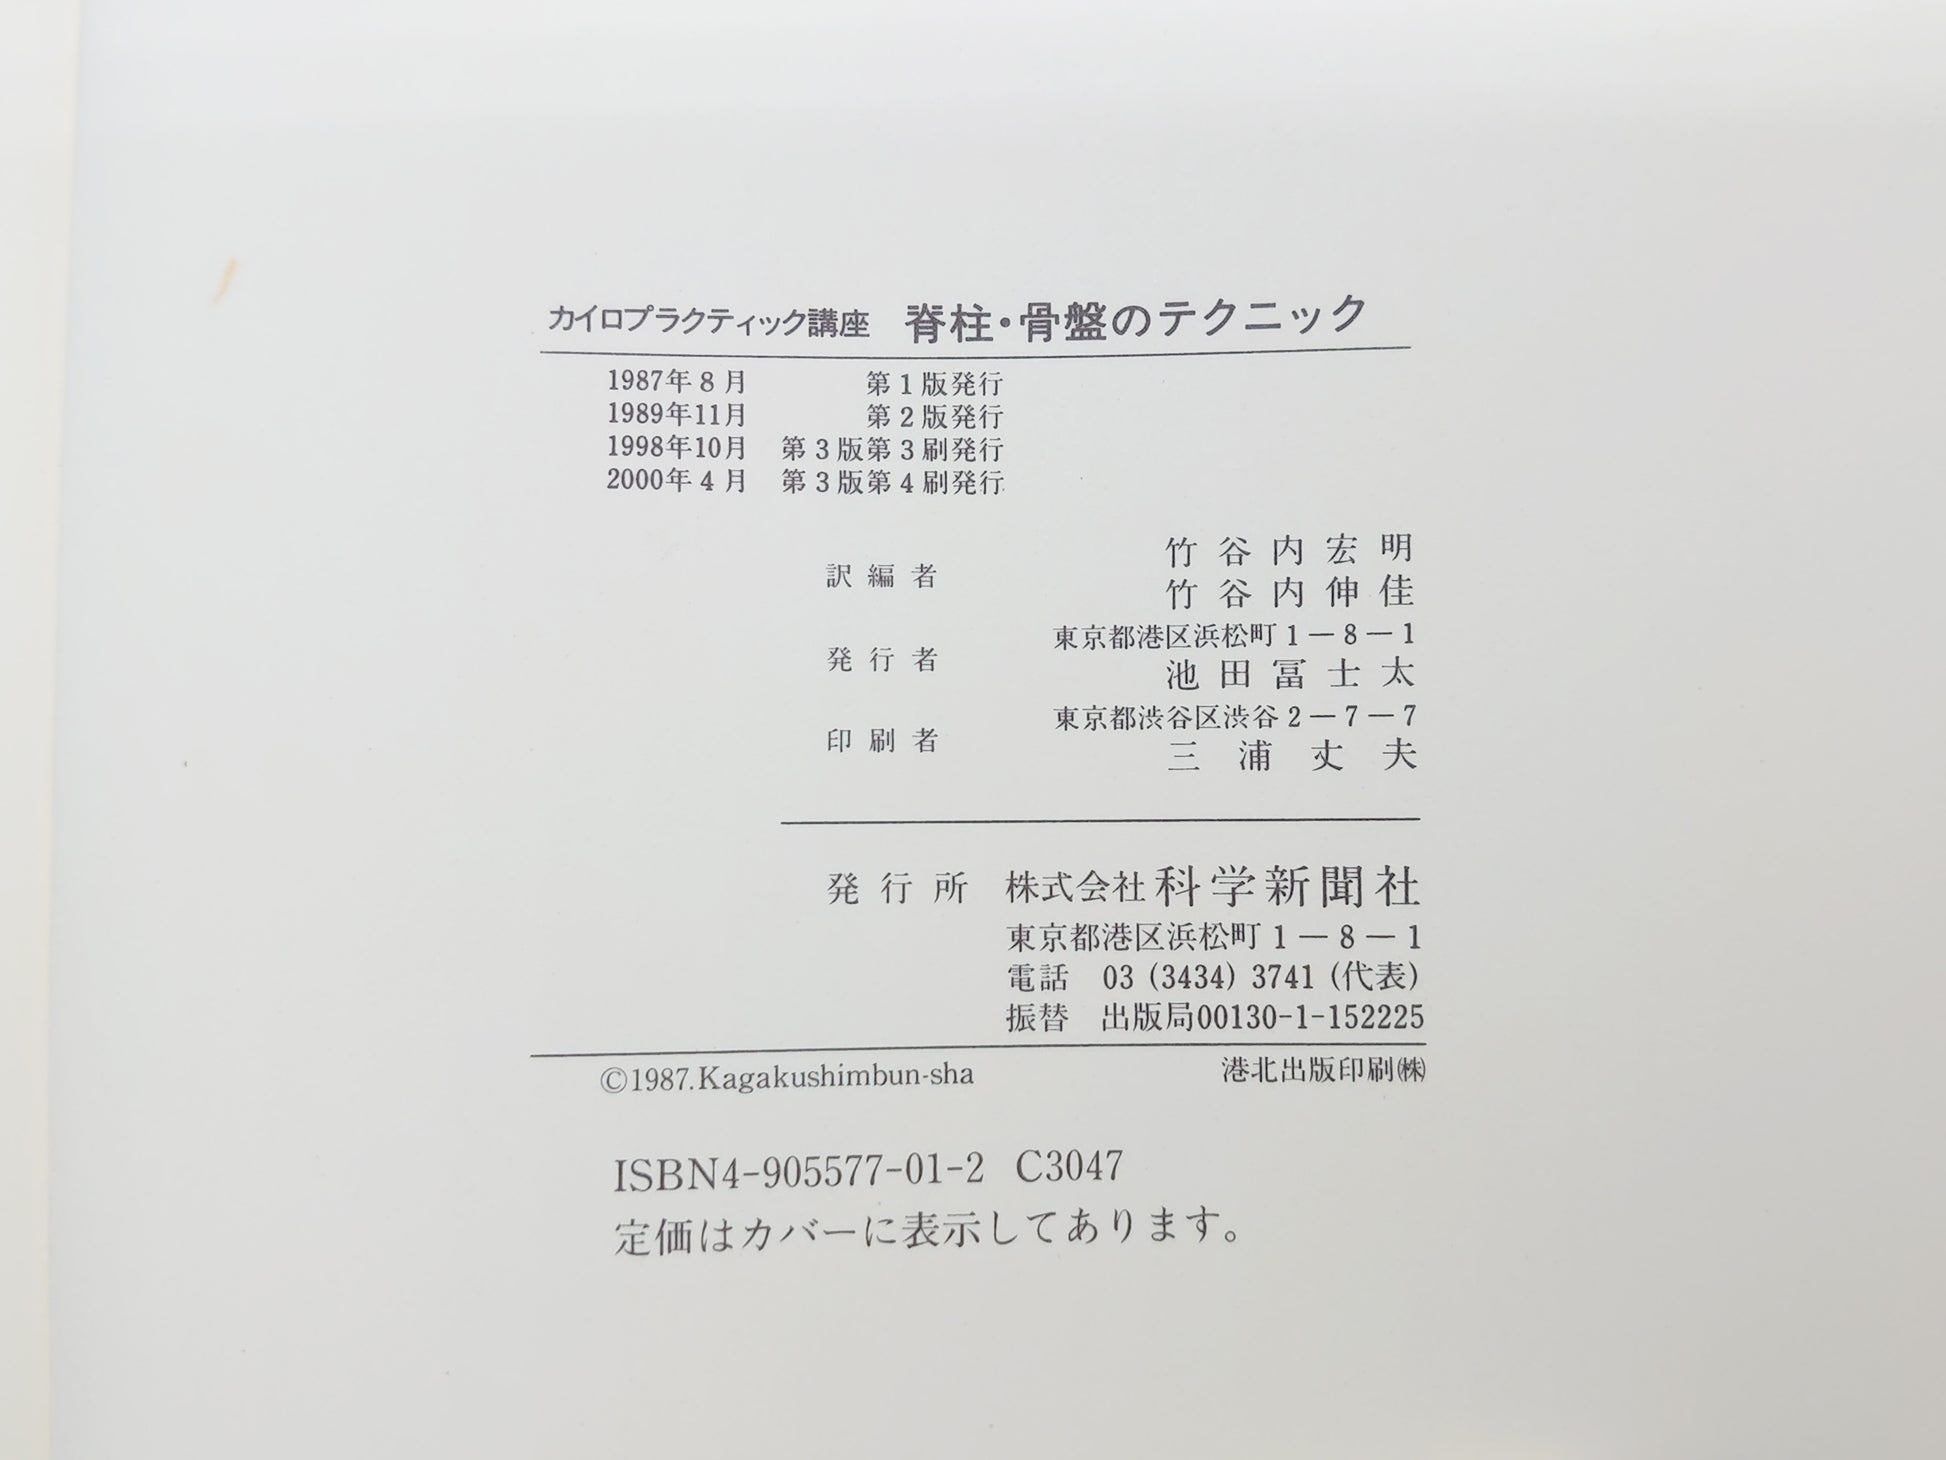 カイロプラクティック講座 脊柱・骨盤のテクニック
1987年8月 第1版発行
1989年11月 第2版発行
1998年10月 第3版第3刷発行
2000年4月 第3版第4刷発行
訳編者 竹谷内宏明
竹谷内伸佳
東京都港区浜松町1―8―1
発行者 池田冨士太
東京都渋谷区渋谷2―7―7
印刷者 三浦丈夫
発行所 株式会社科学新聞社
東京都港区浜松町1―8―1
電話 03 (3434) 3741 (代表)
振替 出版局00130-1-152225
©1987.Kagakushimbun-sha 港北出版印刷㈱
ISBN4-905577-01-2 C3047
定価はカバーに表示してあります。